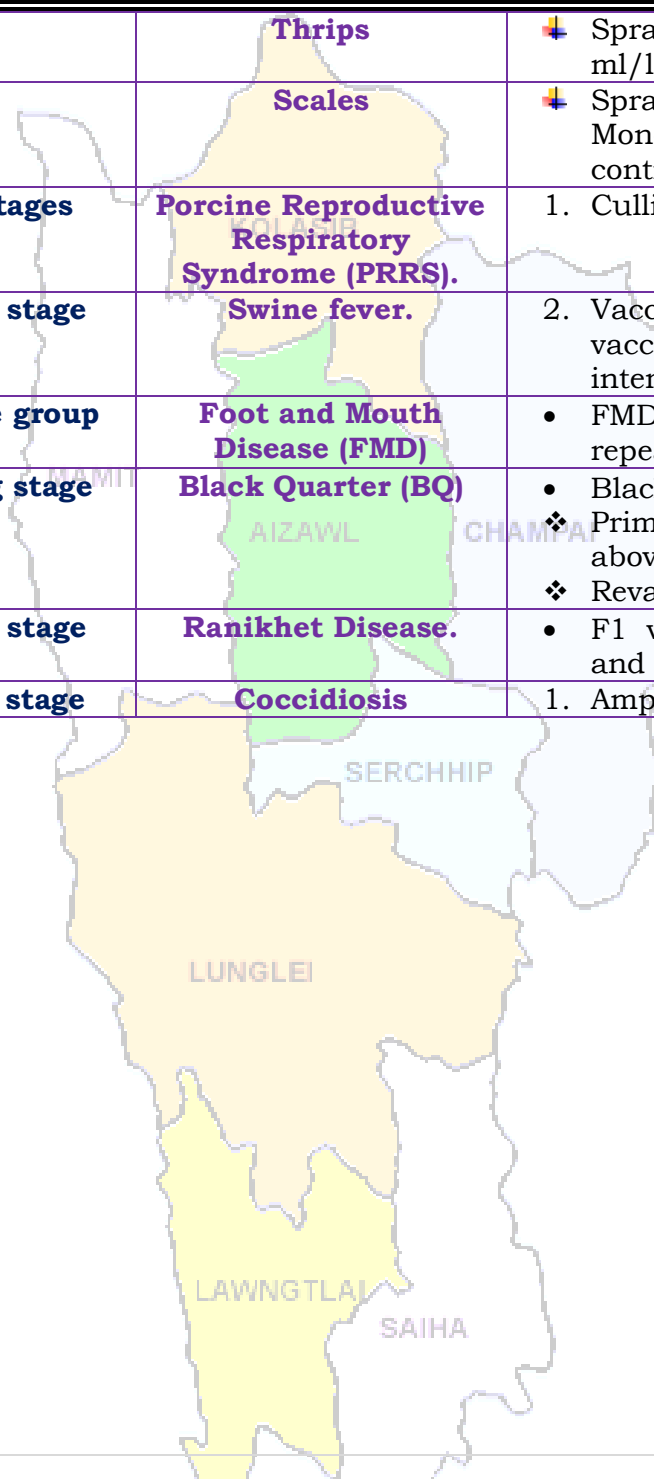 Thrips
Spra
ml/l
Scales
Spra
Mon
cont
tages
Porcine Reproductive
Respiratory
Syndrome (PRRS).
1. Culli
stage
Swine fever.
2. Vacc
vacc
inter
group
Foot and Mouth
Disease (FMD)
• FMD
repe
stage
Black Quarter (BQ)
• Blac
❖ Prim
abov
❖ Reva
stage
Ranikhet Disease.
• F1 v
and
stage
Coccidiosis
1. Amp
KOLASIB
MAMIT
AIZAWL
CHAMPAI
SERCHHIP
LUNGLEI
LAWNGTLAI
SAIHA